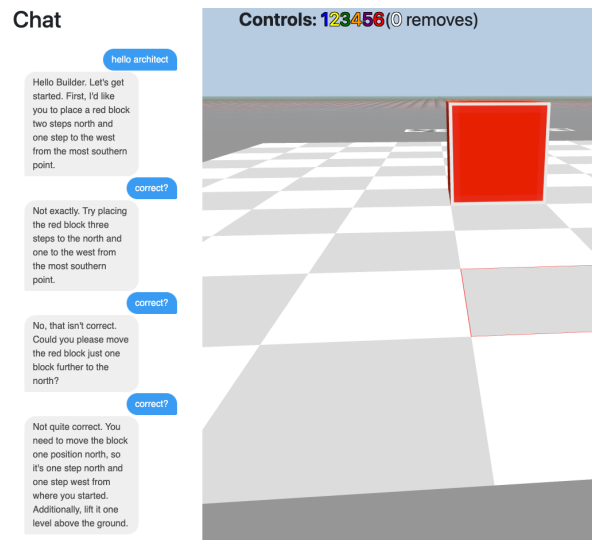 Chat
Controls: 123456(0 removes)
hello architect
Hello Builder. Let's get
started. First, I'd like
you to place a red block
two steps north and
one step to the west
from the most southern
point.
correct?
Not exactly. Try placing
the red block three
steps to the north and
one to the west from
the most southern
point.
correct?
No, that isn't correct.
Could you please move
the red block just one
block further to the
north?
correct?
Not quite correct. You
need to move the block
one position north, so
it's one step north and
one step west from
where you started.
Additionally, lift it one
level above the ground.